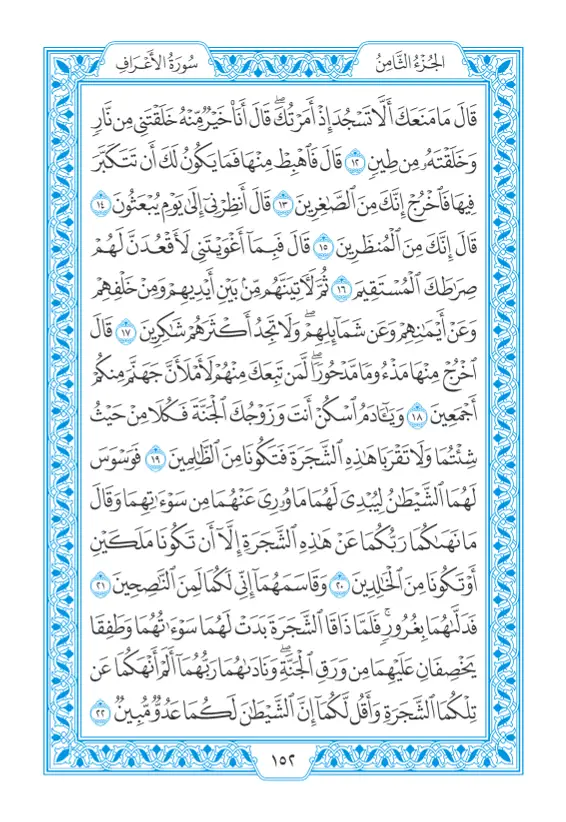 الجُزْءُ الثَّامِنُ
سُورَةُ الأَعْرَافِ
قَالَ مَا مَنَعَكَ أَلَّا تَسْجُدَ إِذْ أَمَرْتُكَۖ قَالَ أَنَا۠ خَيْرٞ مِّنْهُ خَلَقْتَنِي مِن نَّارٖ
وَخَلَقْتَهُۥ مِن طِينٖ ١٢ قَالَ فَٱهْبِطْ مِنْهَا فَمَا يَكُونُ لَكَ أَن تَتَكَبَّرَ
فِيهَا فَٱخْرُجْ إِنَّكَ مِنَ ٱلصَّٰغِرِينَ ١٣ قَالَ أَنظِرْنِيٓ إِلَىٰ يَوْمِ يُبْعَثُونَ ١٤
قَالَ إِنَّكَ مِنَ ٱلْمُنظَرِينَ ١٥ قَالَ فَبِمَآ أَغْوَيْتَنِي لَأَقْعُدَنَّ لَهُمْ
صِرَٰطَكَ ٱلْمُسْتَقِيمَ ١٦ ثُمَّ لَأٓتِيَنَّهُم مِّنۢ بَيْنِ أَيْدِيهِمْ وَمِنْ خَلْفِهِمْ
وَعَنْ أَيْمَٰنِهِمْ وَعَن شَمَآئِلِهِمْۖ وَلَا تَجِدُ أَكْثَرَهُمْ شَٰكِرِينَ ١٧ قَالَ
ٱخْرُجْ مِنْهَا مَذْءُومٗا مَّدْحُورٗاۖ لَّمَن تَبِعَكَ مِنْهُمْ لَأَمْلَأَنَّ جَهَنَّمَ مِنكُمْ
أَجْمَعِينَ ١٨ وَيَٰٓـَٔادَمُ ٱسْكُنْ أَنتَ وَزَوْجُكَ ٱلْجَنَّةَ فَكُلَا مِنْ حَيْثُ
شِئْتُمَا وَلَا تَقْرَبَا هَٰذِهِ ٱلشَّجَرَةَ فَتَكُونَا مِنَ ٱلظَّٰلِمِينَ ١٩ فَوَسْوَسَ
لَهُمَا ٱلشَّيْطَٰنُ لِيُبْدِيَ لَهُمَا مَا وُۥرِيَ عَنْهُمَا مِن سَوْءَٰتِهِمَا وَقَالَ
مَا نَهَىٰكُمَا رَبُّكُمَا عَنْ هَٰذِهِ ٱلشَّجَرَةِ إِلَّآ أَن تَكُونَا مَلَكَيْنِ
أَوْ تَكُونَا مِنَ ٱلْخَٰلِدِينَ ٢٠ وَقَاسَمَهُمَآ إِنِّي لَكُمَا لَمِنَ ٱلنَّٰصِحِينَ ٢١
فَدَلَّىٰهُمَا بِغُرُورٖۚ فَلَمَّا ذَاقَا ٱلشَّجَرَةَ بَدَتْ لَهُمَا سَوْءَٰتُهُمَا وَطَفِقَا
يَخْصِفَانِ عَلَيْهِمَا مِن وَرَقِ ٱلْجَنَّةِۖ وَنَادَىٰهُمَا رَبُّهُمَآ أَلَمْ أَنْهَكُمَا عَن
تِلْكُمَا ٱلشَّجَرَةِ وَأَقُل لَّكُمَآ إِنَّ ٱلشَّيْطَٰنَ لَكُمَا عَدُوّٞ مُّبِينٞ ٢٢
١٥٢